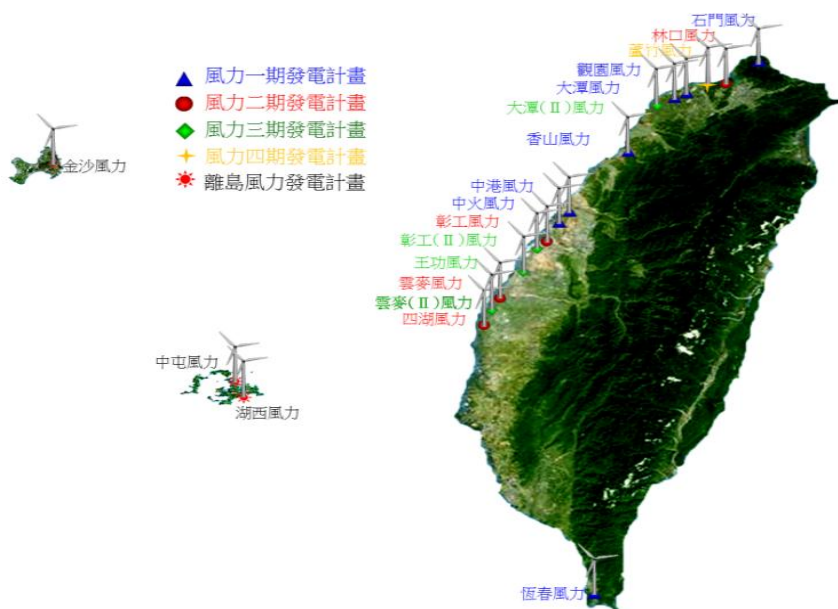 石門風力
林口風力
蘆竹風力
觀園風力
大潭風力
大潭(II)風力
香山風力
中港風力
中火風力
彰工風力
彰工(II)風力
王功風力
雲麥風力
雲麥(II)風力
四湖風力
恆春風力
風力一期發電計畫
風力二期發電計畫
風力三期發電計畫
風力四期發電計畫
離島風力發電計畫
金沙風力
中屯風力
湖西風力